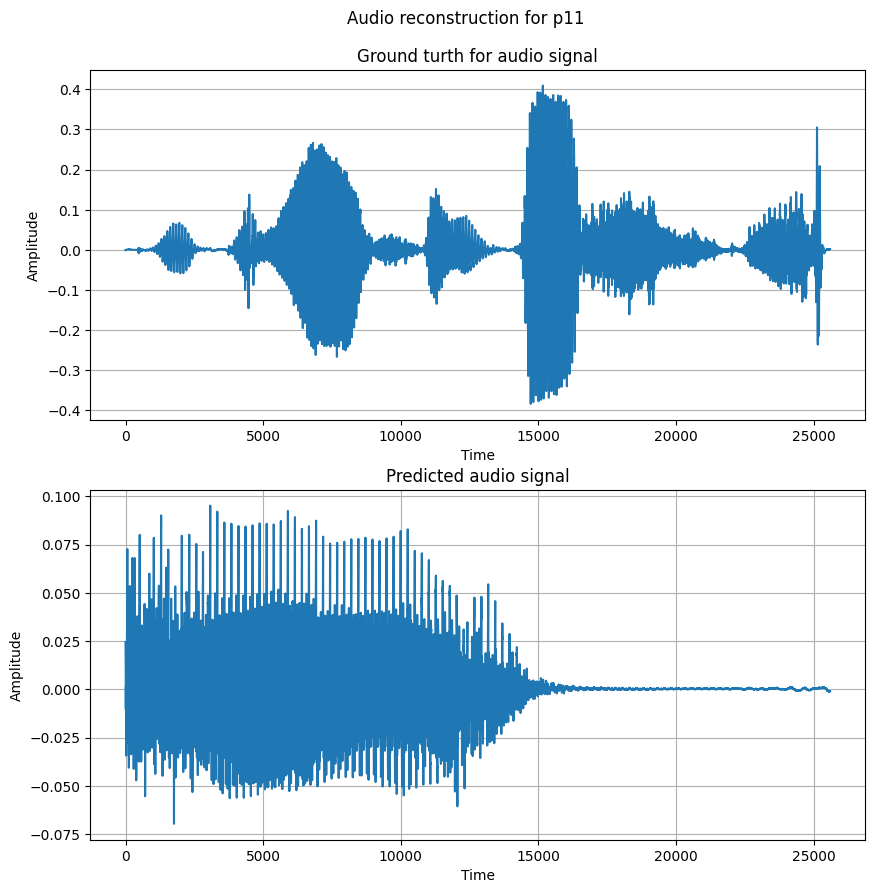 Audio reconstruction for p11
Ground turth for audio signal
0.4
0.3
0.2
0.1
0.0
−0.1
−0.2
−0.3
−0.4
Amplitude
0 5000 10000 15000 20000 25000
Time
Predicted audio signal
0.100
0.075
0.050
0.025
0.000
−0.025
−0.050
−0.075
Amplitude
0 5000 10000 15000 20000 25000
Time